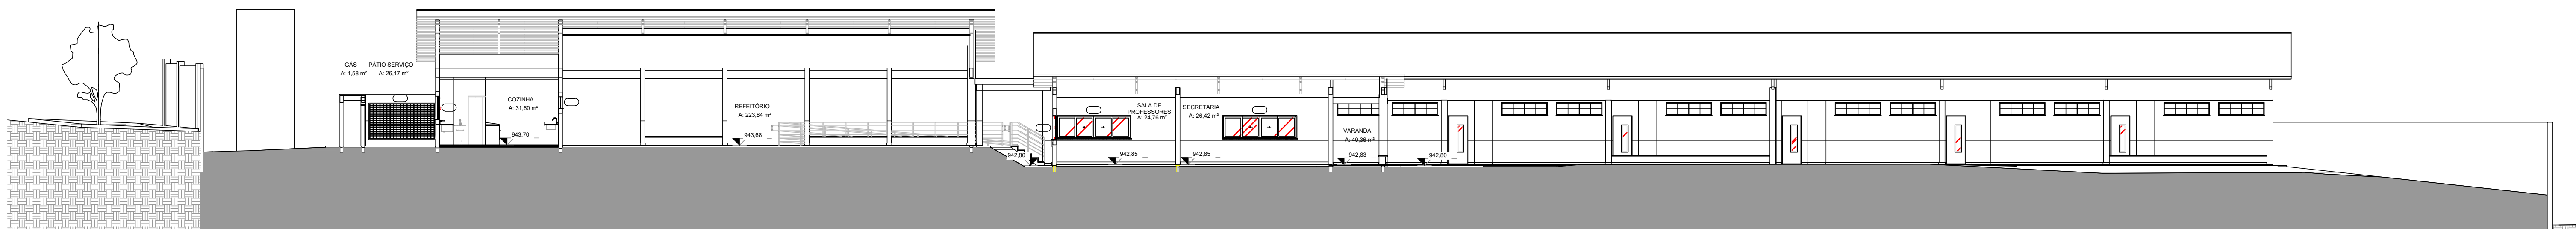 GÁS
A: 1,58 m²
PÁTIO SERVIÇO
A: 26,17 m²
COZINHA
A: 31,60 m²
943,70
REFEITÓRIO
A: 223,84 m²
943,68
942,80
SALA DE
PROFESSORES
A: 24,76 m²
942,85
SECRETARIA
A: 26,42 m²
942,85
VARANDA
A: 40,36 m²
942,83
942,80